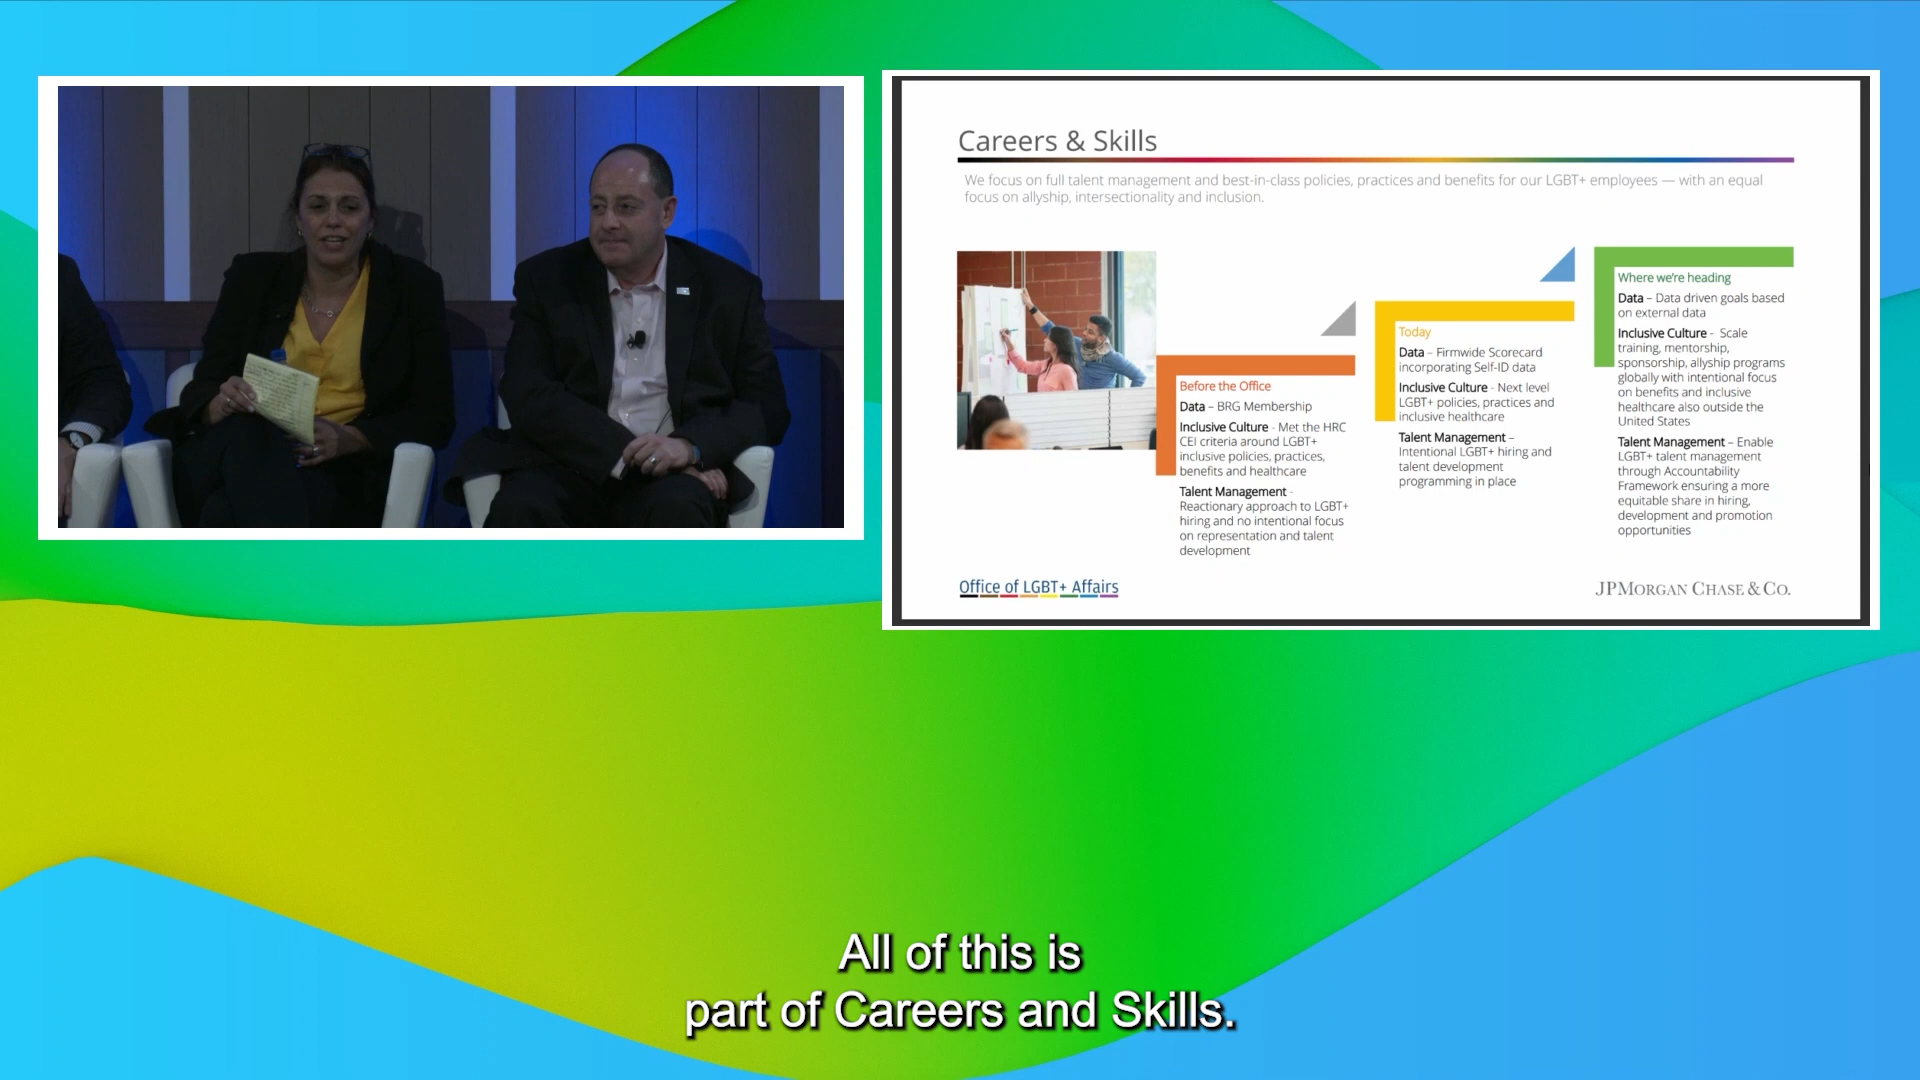 Careers & Skills
We focus on full talent management and best-in-class policies, practices and benefits for our LGBT+ employees — with an equal
focus on allyship, intersectionality and inclusion.
Before the Office
Data – BRG Membership
Inclusive Culture - Met the HRC
CEI criteria around LGBT+
inclusive policies, practices,
benefits and healthcare
Talent Management -
Reactionary approach to LGBT+
hiring and no intentional focus
on representation and talent
development
Today
Data – Firmwide Scorecard
incorporating Self-ID data
Inclusive Culture - Next level
LGBT+ policies, practices and
inclusive healthcare
Talent Management –
Intentional LGBT+ hiring and
talent development
programming in place
Where we're heading
Data – Data driven goals based
on external data
Inclusive Culture - Scale
training, mentorship,
sponsorship, allyship programs
globally with intentional focus
on benefits and inclusive
healthcare also outside the
United States
Talent Management – Enable
LGBT+ talent management
through Accountability
Framework ensuring a more
equitable share in hiring,
development and promotion
opportunities
Office of LGBT+ Affairs
JPMORGAN CHASE & CO.
All of this is
part of Careers and Skills.